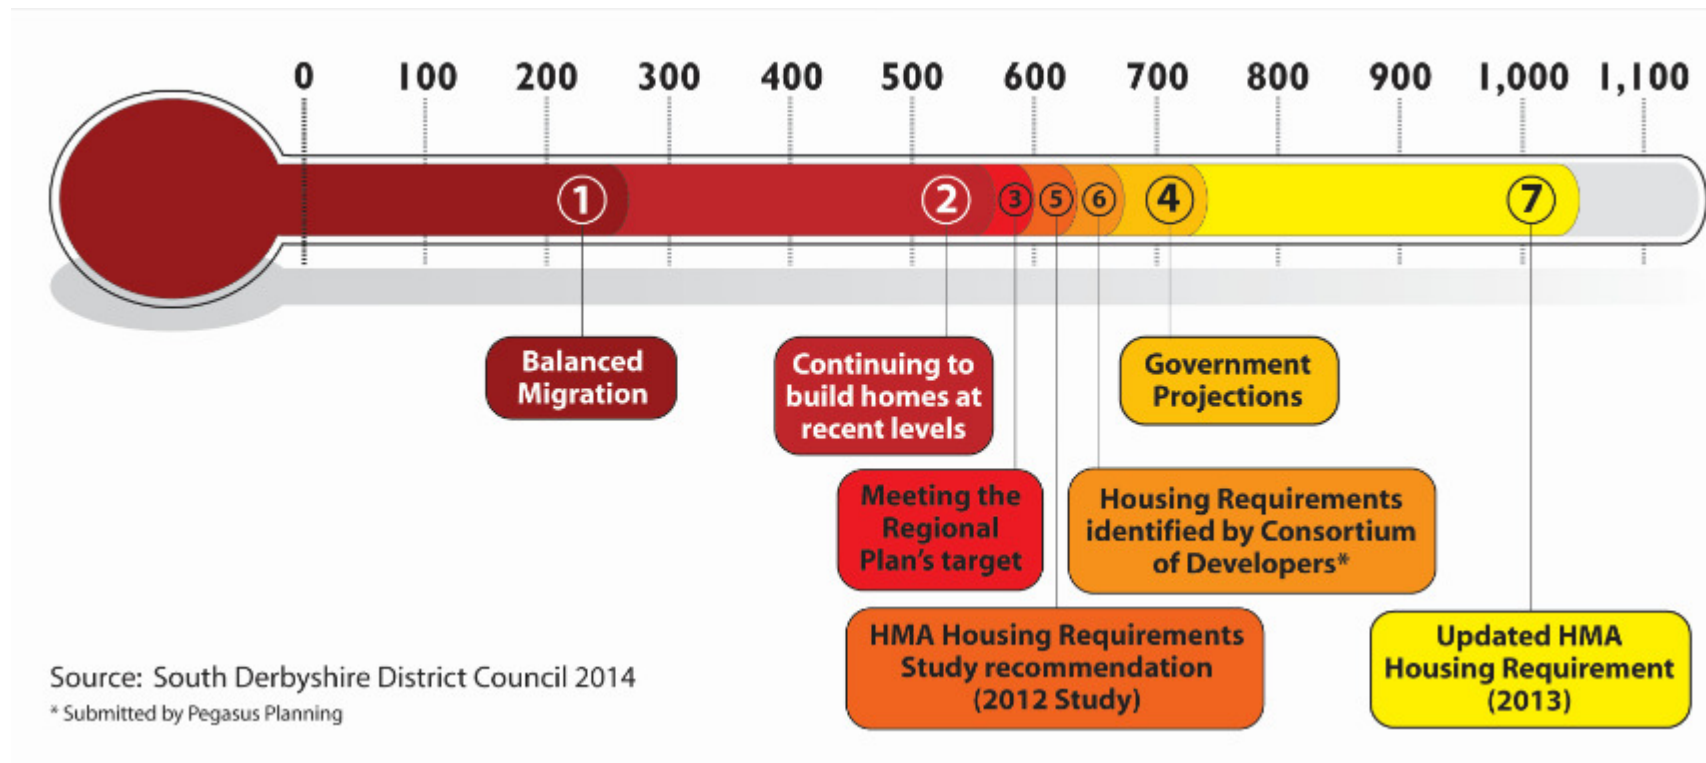 0 100 200 300 400 500 600 700 800 900 1,000 1,100
1 2 3 5 6 4 7
Balanced
Migration
Continuing to
build homes at
recent levels
Government
Projections
Meeting the
Regional
Plan's target
Housing Requirements
identified by Consortium
of Developers*
HMA Housing Requirements
Study recommendation
(2012 Study)
Updated HMA
Housing Requirement
(2013)
Source: South Derbyshire District Council 2014
* Submitted by Pegasus Planning